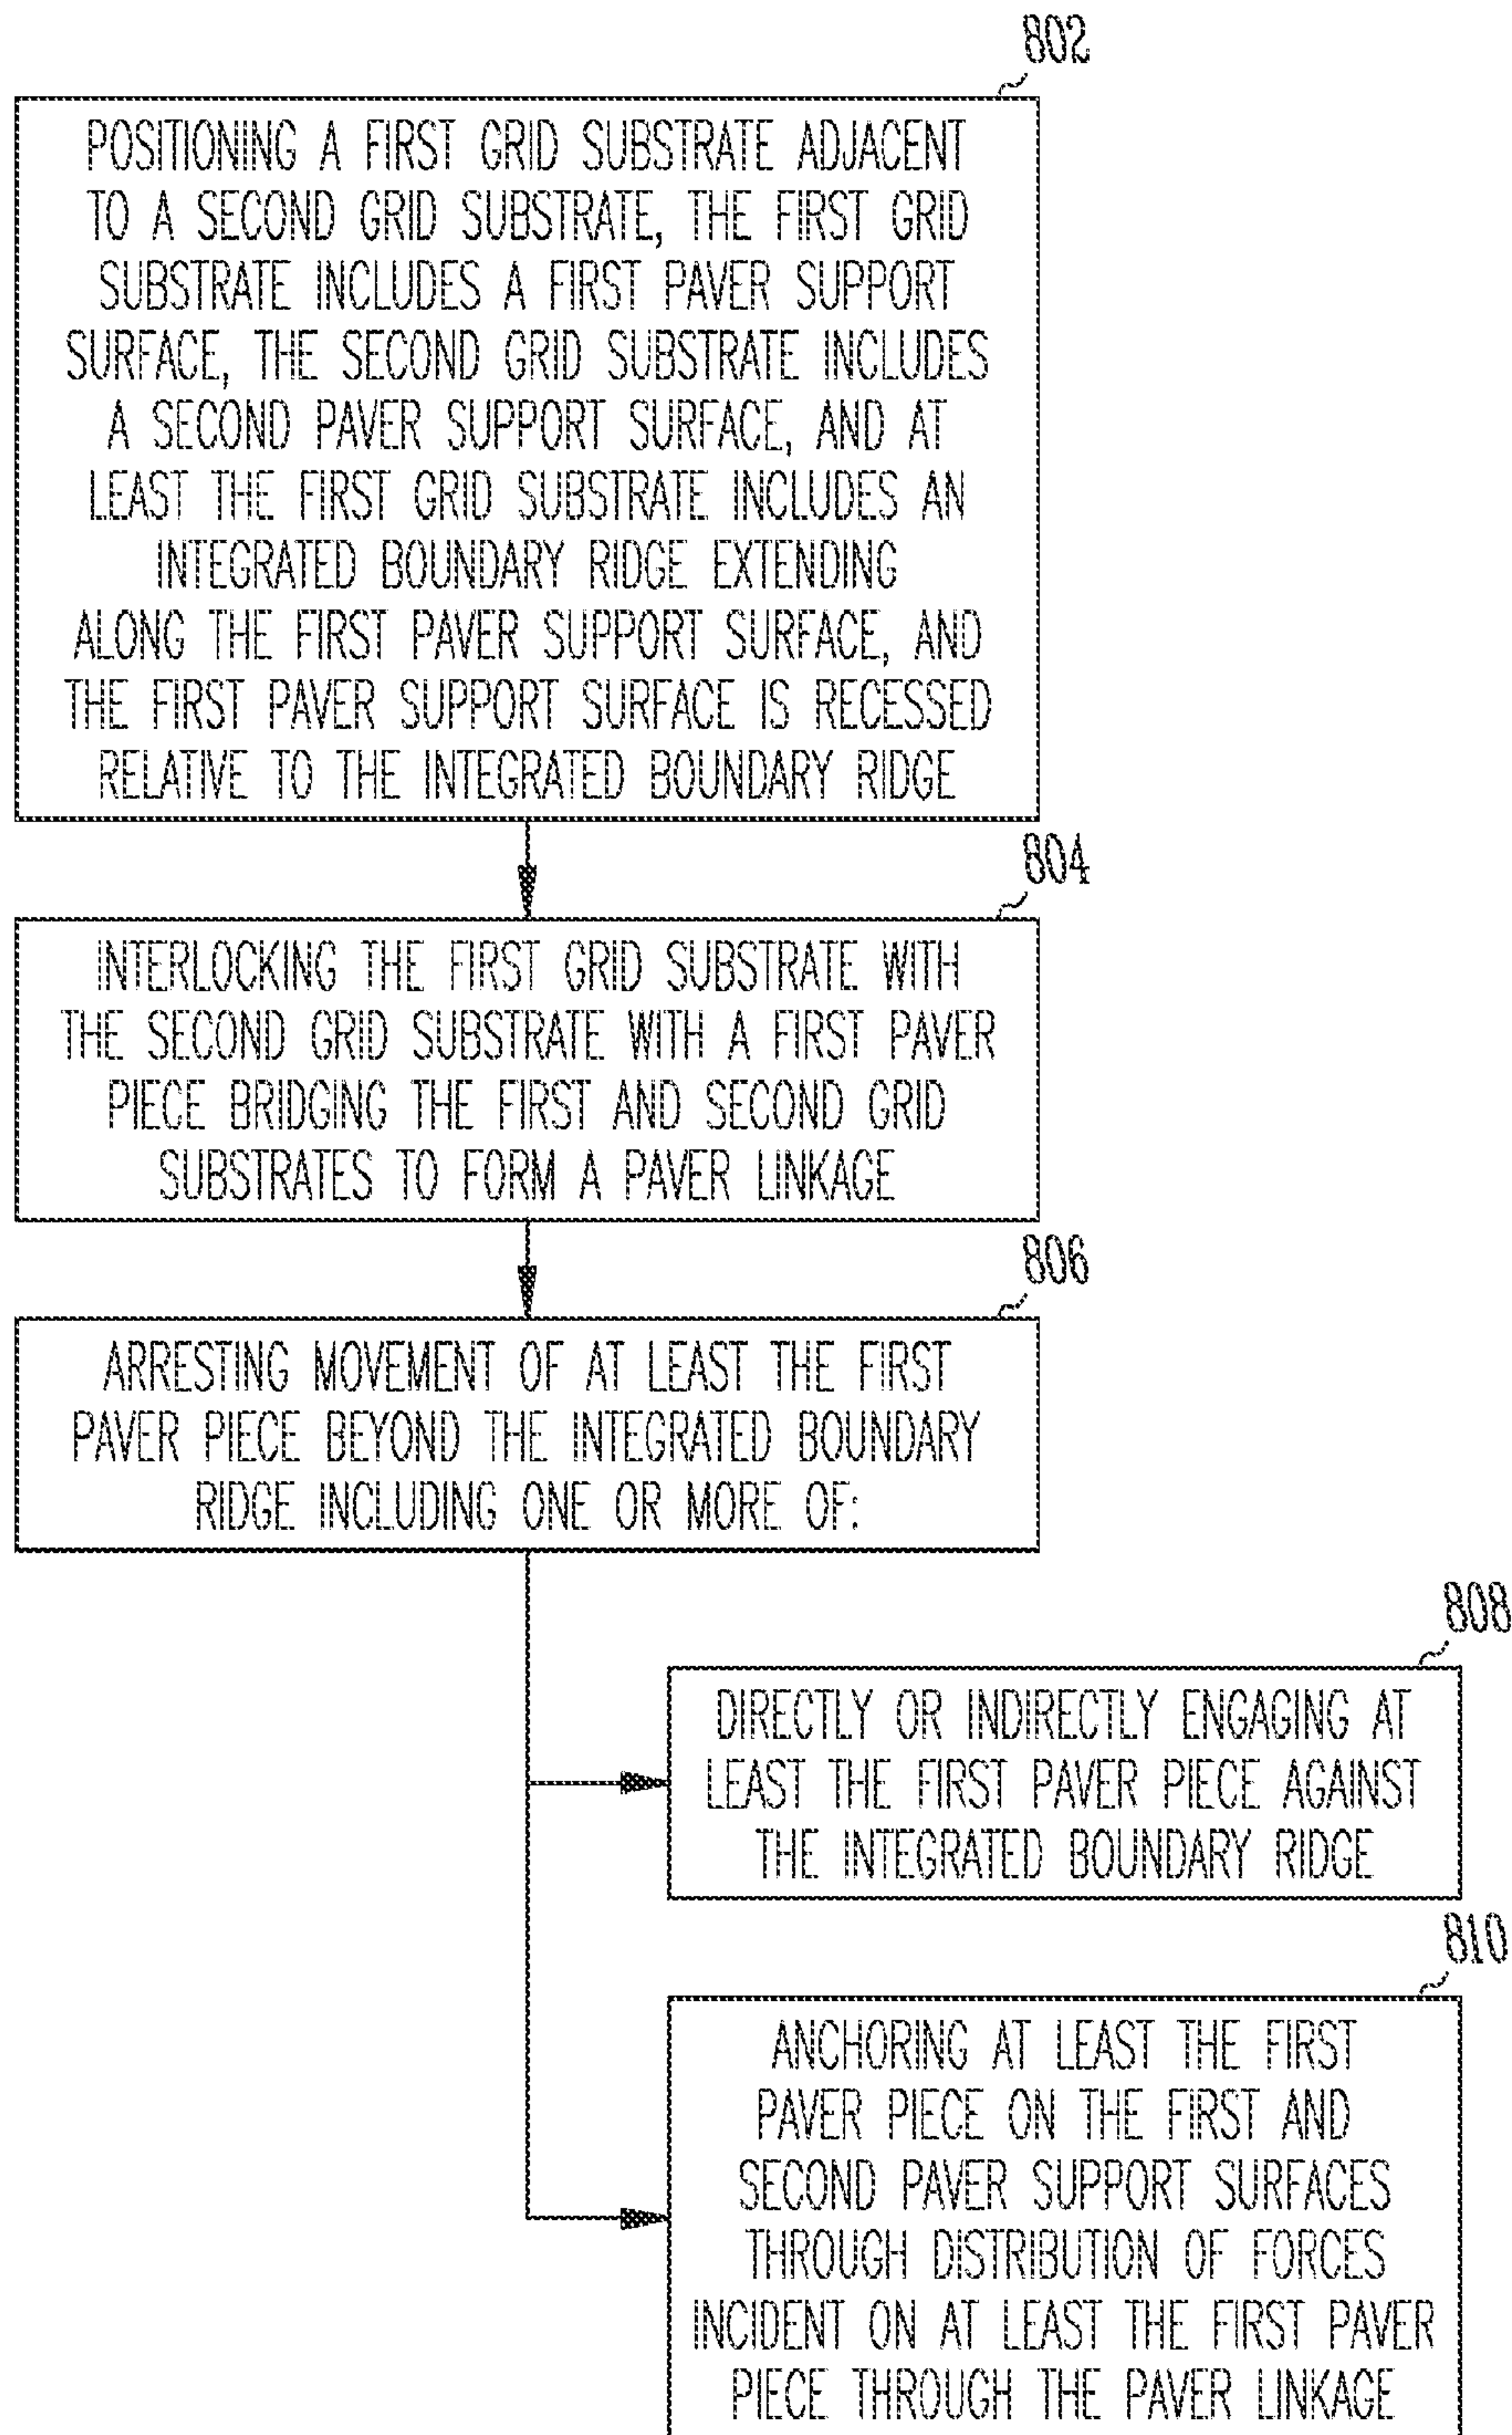 802
POSITIONING A FIRST GRID SUBSTRATE ADJACENT
TO A SECOND GRID SUBSTRATE, THE FIRST GRID
SUBSTRATE INCLUDES A FIRST PAVER SUPPORT
SURFACE, THE SECOND GRID SUBSTRATE INCLUDES
A SECOND PAVER SUPPORT SURFACE, AND AT
LEAST THE FIRST GRID SUBSTRATE INCLUDES AN
INTEGRATED BOUNDARY RIDGE EXTENDING
ALONG THE FIRST PAVER SUPPORT SURFACE, AND
THE FIRST PAVER SUPPORT SURFACE IS RECESSED
RELATIVE TO THE INTEGRATED BOUNDARY RIDGE
804
INTERLOCKING THE FIRST GRID SUBSTRATE WITH
THE SECOND GRID SUBSTRATE WITH A FIRST PAVER
PIECE BRIDGING THE FIRST AND SECOND GRID
SUBSTRATES TO FORM A PAVER LINKAGE
806
ARRESTING MOVEMENT OF AT LEAST THE FIRST
PAVER PIECE BEYOND THE INTEGRATED BOUNDARY
RIDGE INCLUDING ONE OR MORE OF:
808
DIRECTLY OR INDIRECTLY ENGAGING AT
LEAST THE FIRST PAVER PIECE AGAINST
THE INTEGRATED BOUNDARY RIDGE
810
ANCHORING AT LEAST THE FIRST
PAVER PIECE ON THE FIRST AND
SECOND PAVER SUPPORT SURFACES
THROUGH DISTRIBUTION OF FORCES
INCIDENT ON AT LEAST THE FIRST PAVER
PIECE THROUGH THE PAVER LINKAGE